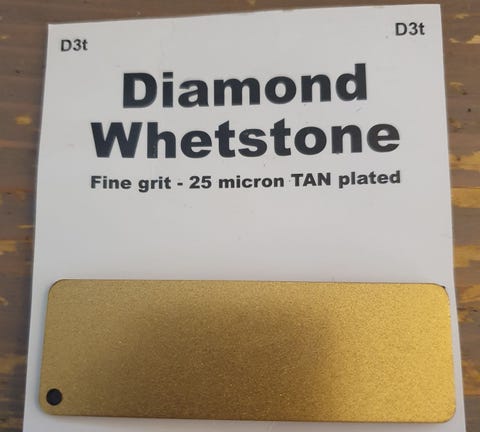 D3t D3t
Diamond
Whetstone
Fine grit - 25 micron TAN plated